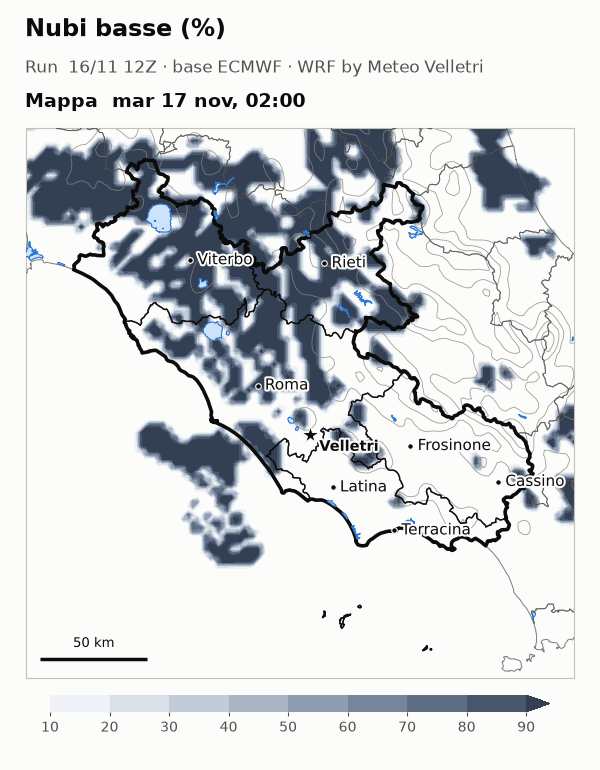 Nubi basse (%)
Run 16/11 12Z · base ECMWF · WRF by Meteo Velletri
Mappa mar 17 nov, 02:00
Viterbo
Rieti
Roma
Velletri
Frosinone
Cassino
Latina
Terracina
50 km
10 20 30 40 50 60 70 80 90